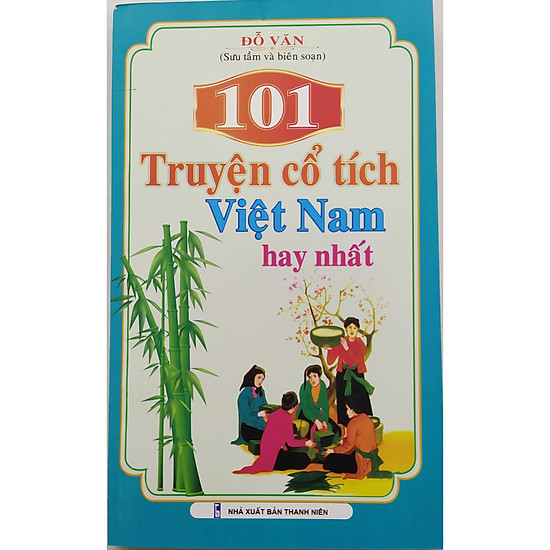 ĐỖ VĂN
(Sưu tầm và biên soạn)
101
Truyện cổ tích
Việt Nam
hay nhất
NHÀ XUẤT BẢN THANH NIÊN